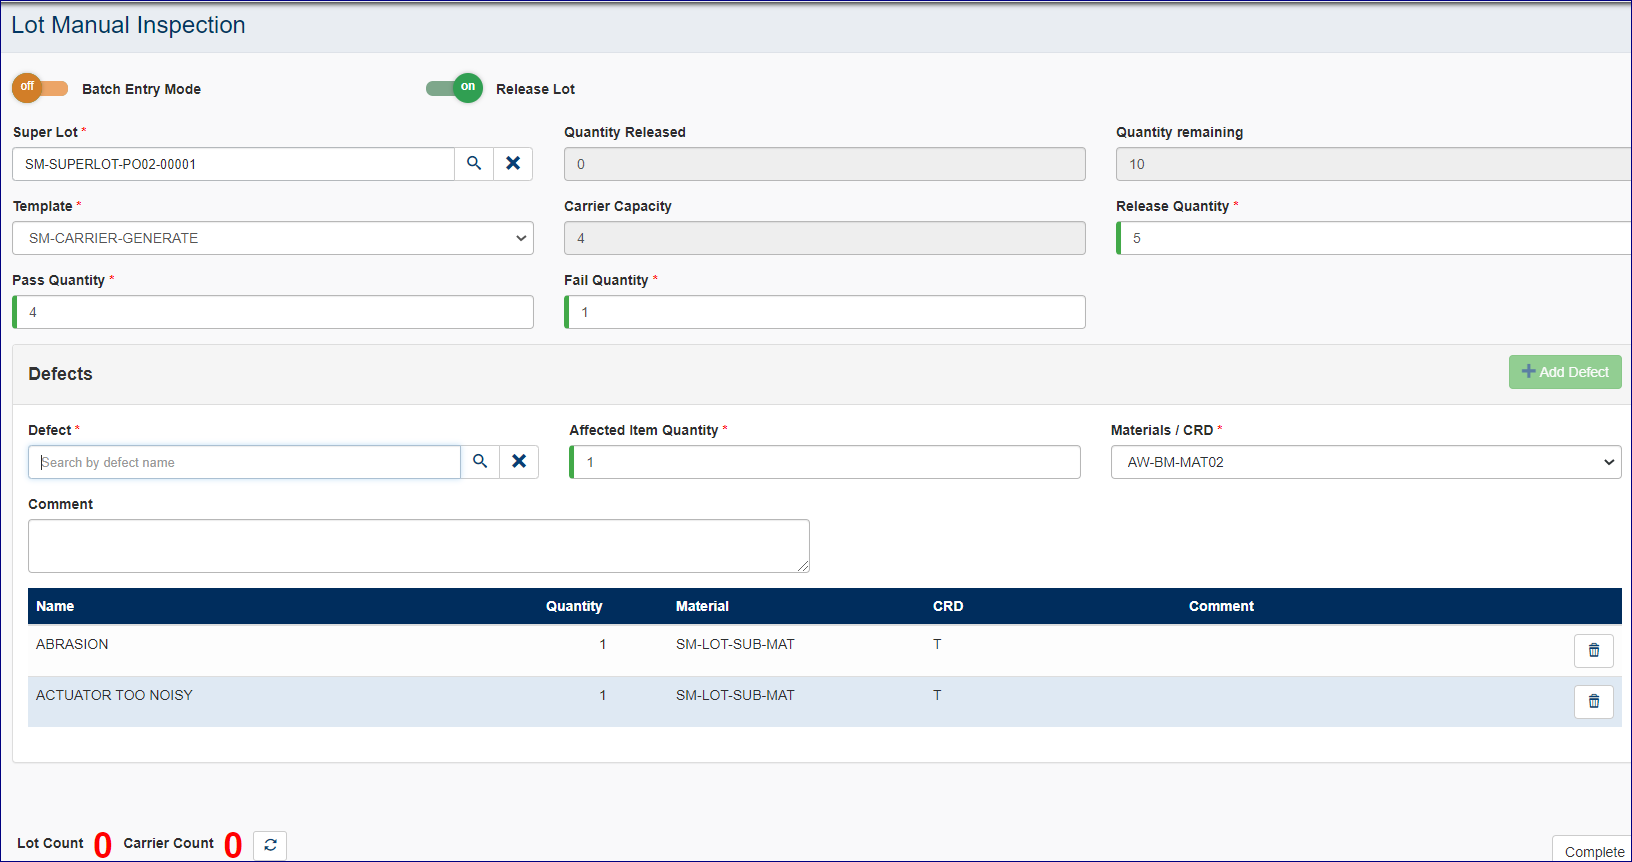 Lot Manual Inspection
off Batch Entry Mode on Release Lot
Super Lot * Quantity Released Quantity remaining
SM-SUPERLOT-PO02-00001 0 10
Template * Carrier Capacity Release Quantity *
SM-CARRIER-GENERATE 4 5
Pass Quantity * Fail Quantity *
4 1
Defects Add Defect
Defect * Affected Item Quantity * Materials / CRD *
Search by defect name 1 AW-BM-MAT02
Comment
Name Quantity Material CRD Comment
ABRASION 1 SM-LOT-SUB-MAT T
ACTUATOR TOO NOISY 1 SM-LOT-SUB-MAT T
Lot Count 0 Carrier Count 0 Complete